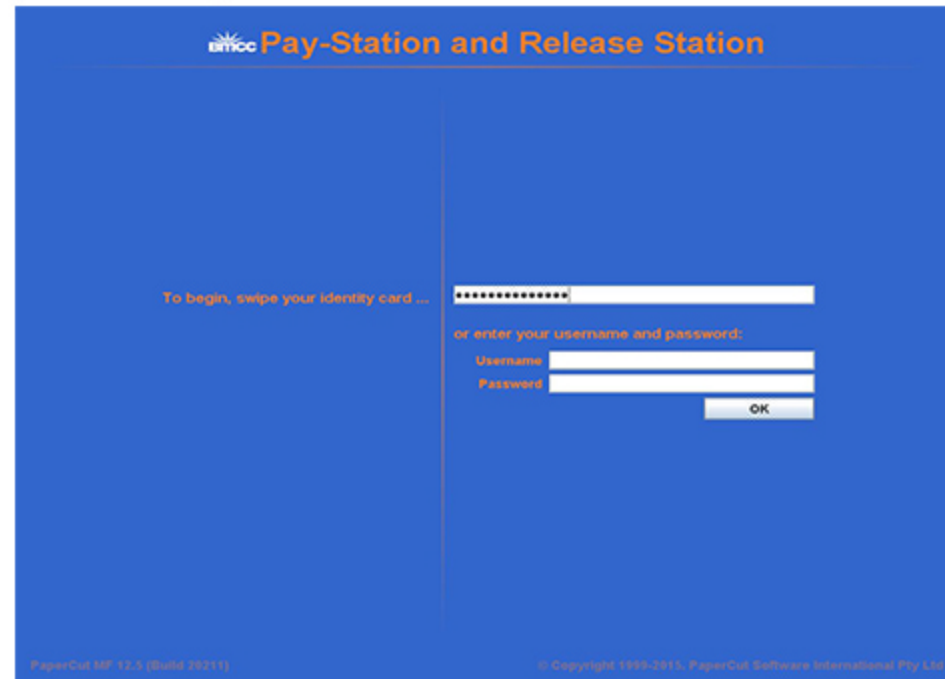 BMCC Pay-Station and Release Station
To begin, swipe your identity card ...
••••••••••••••
or enter your username and password:
Username
Password
OK
PaperCut MF 12.5 (Build 29211)
© Copyright 1999-2015. PaperCut Software International Pty Ltd